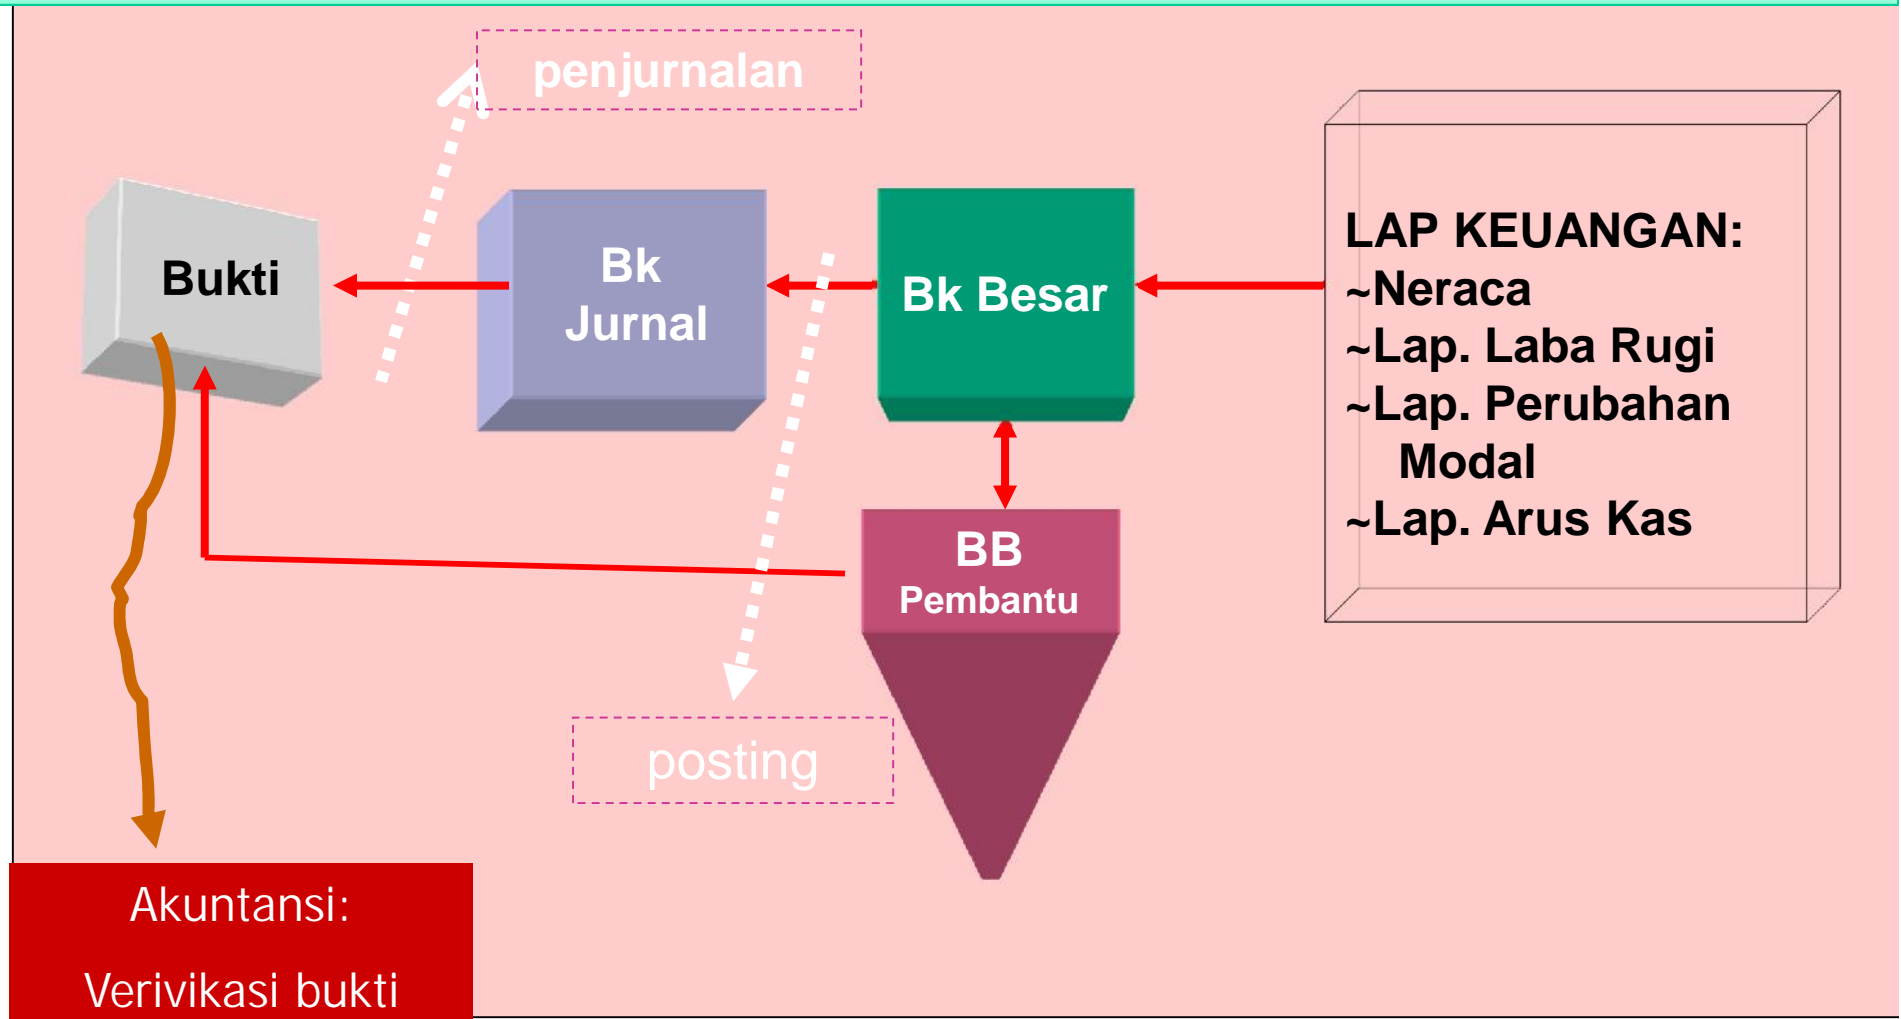 penjurnalan
Bukti
Bk
Jurnal
Bk Besar
LAP KEUANGAN:
~Neraca
~Lap. Laba Rugi
~Lap. Perubahan
Modal
~Lap. Arus Kas
BB
Pembantu
posting
Akuntansi:
Verivikasi bukti